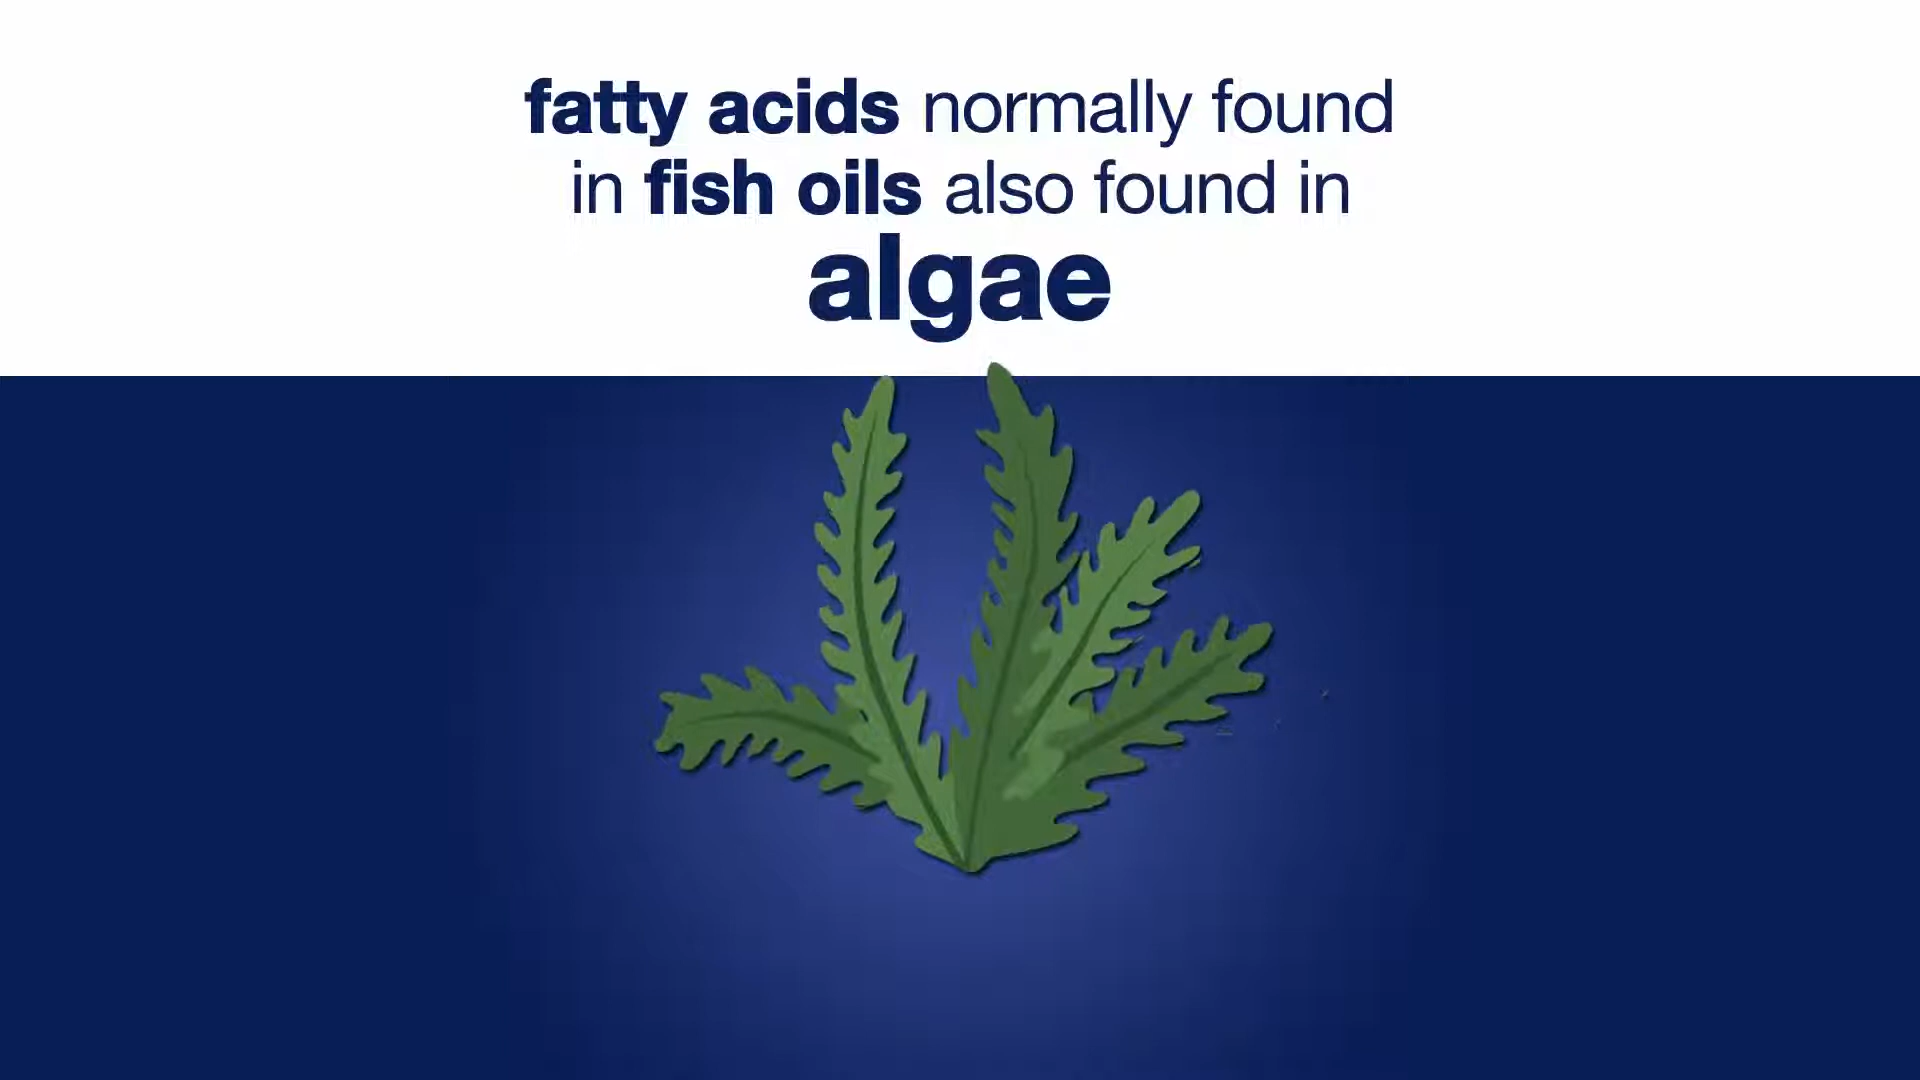 fatty acids normally found
in fish oils also found in
algae